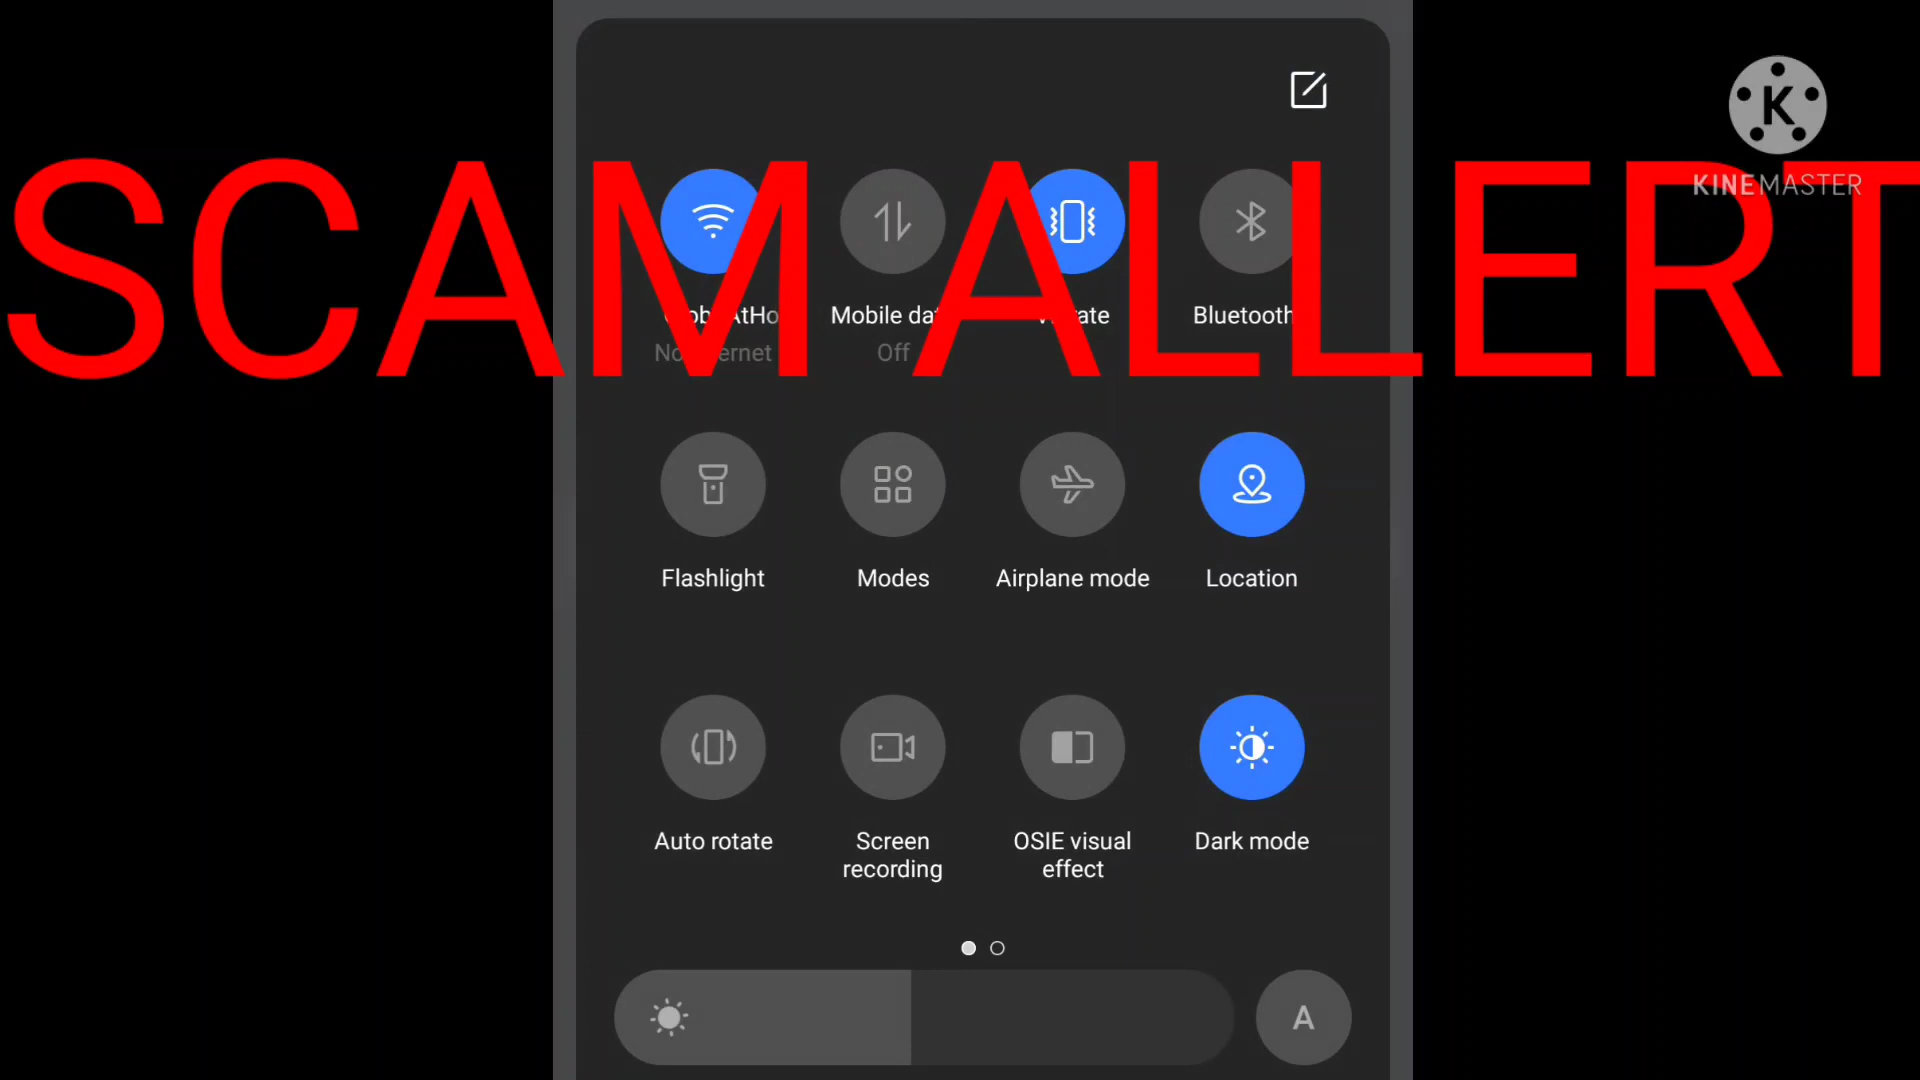 SCAM ALLERT
KINEMASTER
Mobile
Bluetooth
Off
Flashlight
Modes
Airplane mode
Location
Auto rotate
Screen
recording
OSIE visual
effect
Dark mode
A